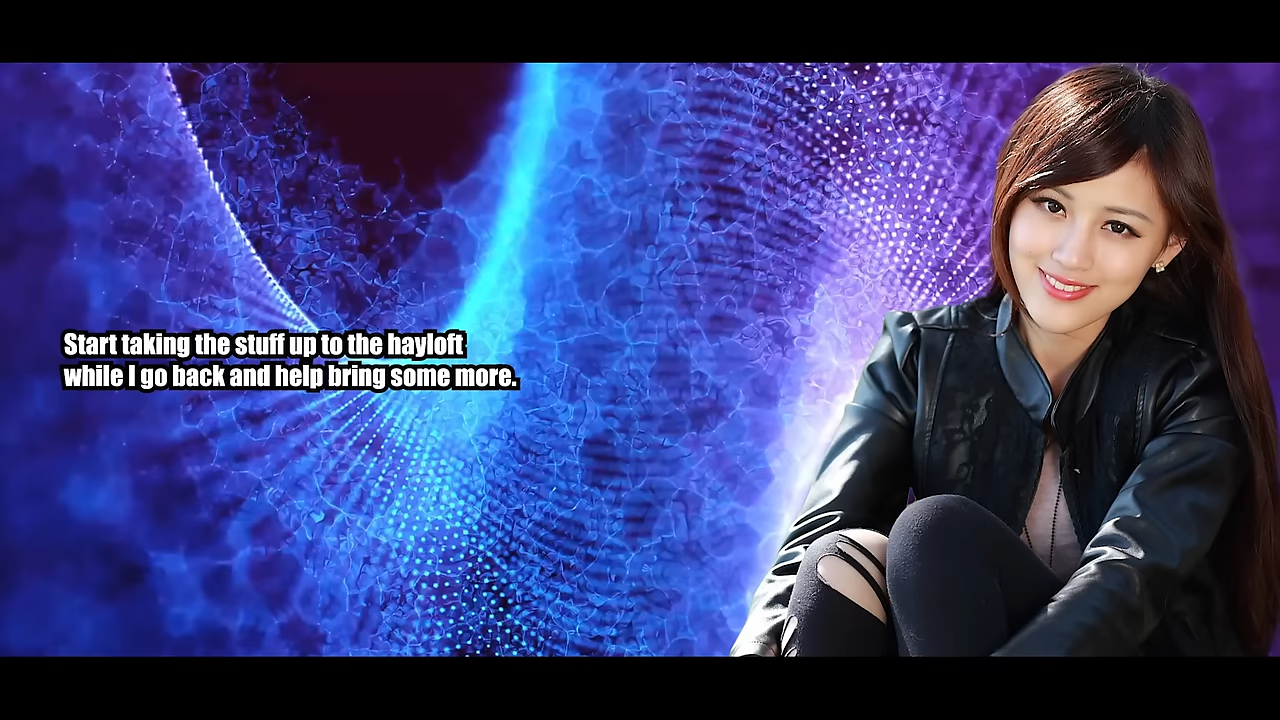 Start taking the stuff up to the hayloft
while I go back and help bring some more.